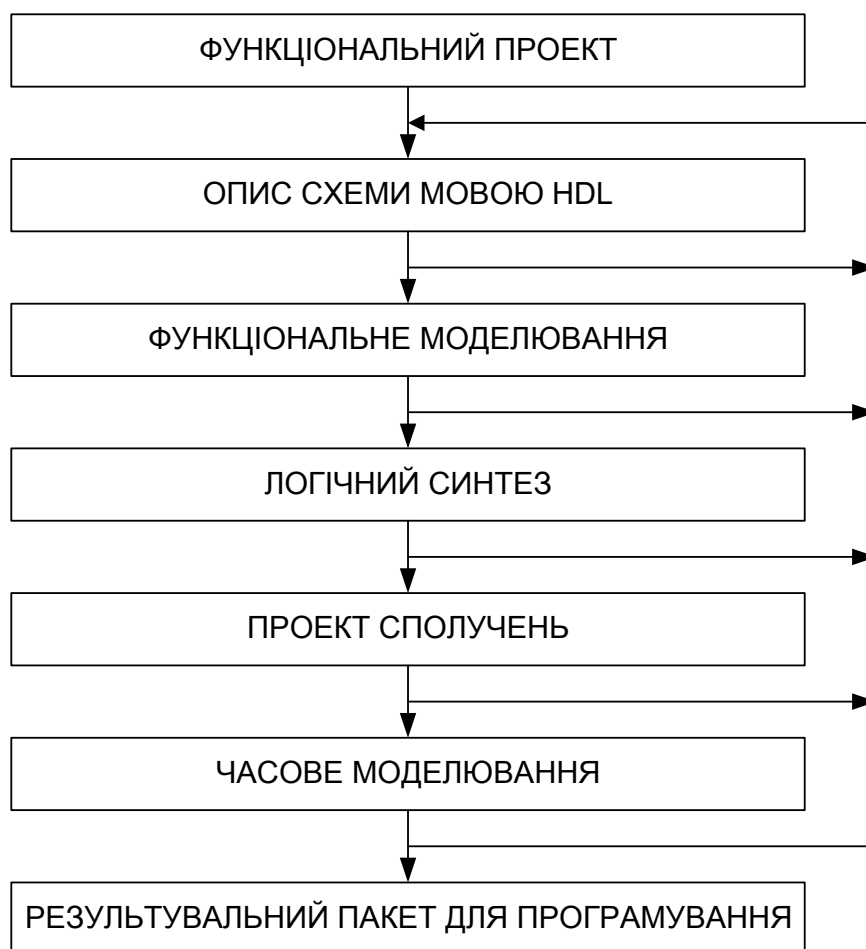 ФУНКЦІОНАЛЬНИЙ ПРОЕКТ
ОПИС СХЕМИ МОВОЮ HDL
ФУНКЦІОНАЛЬНЕ МОДЕЛЮВАННЯ
ЛОГІЧНИЙ СИНТЕЗ
ПРОЕКТ СПОЛУЧЕНЬ
ЧАСОВЕ МОДЕЛЮВАННЯ
РЕЗУЛЬТУВАЛЬНИЙ ПАКЕТ ДЛЯ ПРОГРАМУВАННЯ